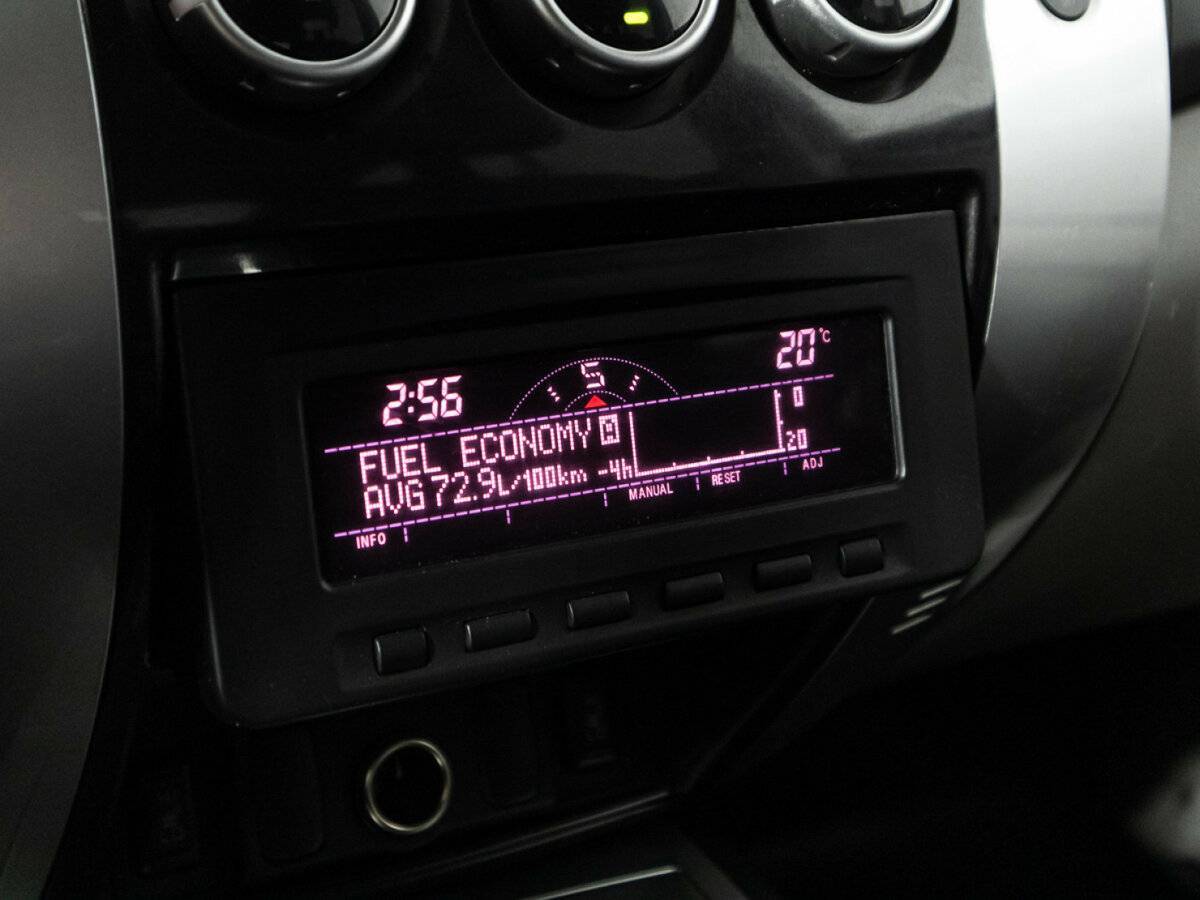 2:56
S
20°C
FUEL ECONOMY M
AVG 72.9L/100km -4h
0
20
INFO
MANUAL
RESET
ADJ